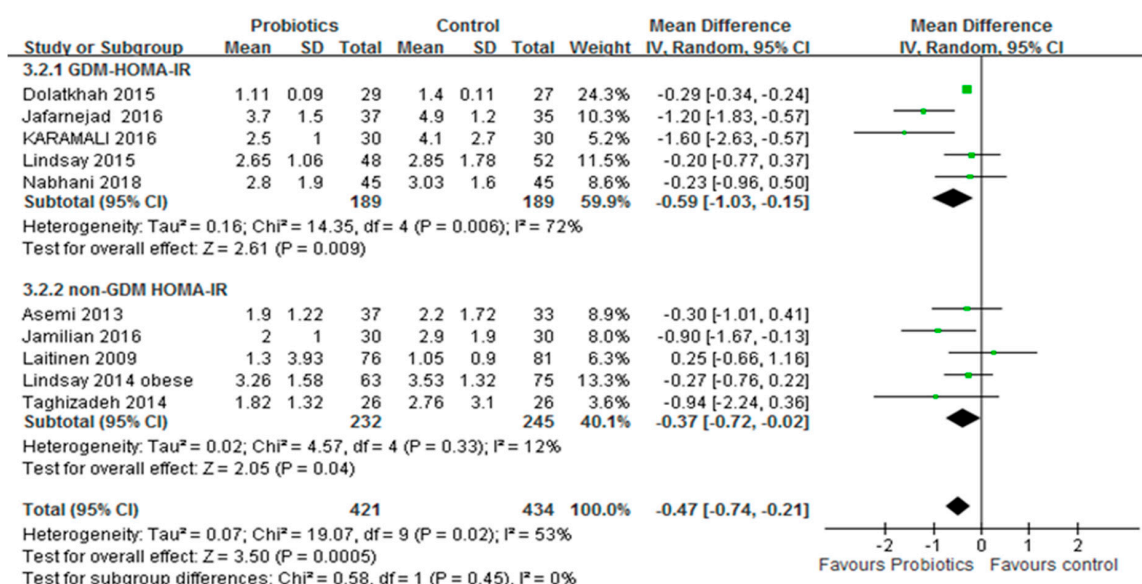 Probiotics Control Mean Difference Mean Difference
Study or Subgroup Mean SD Total Mean SD Total Weight IV, Random, 95% CI IV, Random, 95% CI
3.2.1 GDM-HOMA-IR
Dolatkhah 2015 1.11 0.09 29 1.4 0.11 27 24.3% -0.29 [-0.34, -0.24]
Jafarnejad 2016 3.7 1.5 37 4.9 1.2 35 10.3% -1.20 [-1.83, -0.57]
KARAMALI 2016 2.5 1 30 4.1 2.7 30 5.2% -1.60 [-2.63, -0.57]
Lindsay 2015 2.65 1.06 48 2.85 1.78 52 11.5% -0.20 [-0.77, 0.37]
Nabhani 2018 2.8 1.9 45 3.03 1.6 45 8.6% -0.23 [-0.96, 0.50]
Subtotal (95% CI) 189 189 59.9% -0.59 [-1.03, -0.15]
Heterogeneity: Tau² = 0.16; Chi² = 14.35, df = 4 (P = 0.006); I² = 72%
Test for overall effect: Z = 2.61 (P = 0.009)
3.2.2 non-GDM HOMA-IR
Asemi 2013 1.9 1.22 37 2.2 1.72 33 8.9% -0.30 [-1.01, 0.41]
Jamilian 2016 2 1 30 2.9 1.9 30 8.0% -0.90 [-1.67, -0.13]
Laitinen 2009 1.3 3.93 76 1.05 0.9 81 6.3% 0.25 [-0.66, 1.16]
Lindsay 2014 obese 3.26 1.58 63 3.53 1.32 75 13.3% -0.27 [-0.76, 0.22]
Taghizadeh 2014 1.82 1.32 26 2.76 3.1 26 3.6% -0.94 [-2.24, 0.36]
Subtotal (95% CI) 232 245 40.1% -0.37 [-0.72, -0.02]
Heterogeneity: Tau² = 0.02; Chi² = 4.57, df = 4 (P = 0.33); I² = 12%
Test for overall effect: Z = 2.05 (P = 0.04)
Total (95% CI) 421 434 100.0% -0.47 [-0.74, -0.21]
Heterogeneity: Tau² = 0.07; Chi² = 19.07, df = 9 (P = 0.02); I² = 53%
Test for overall effect: Z = 3.50 (P = 0.0005)
Test for subgroup differences: Chi² = 0.58, df = 1 (P = 0.45), I² = 0%
-2 -1 0 1 2
Favours Probiotics Favours control